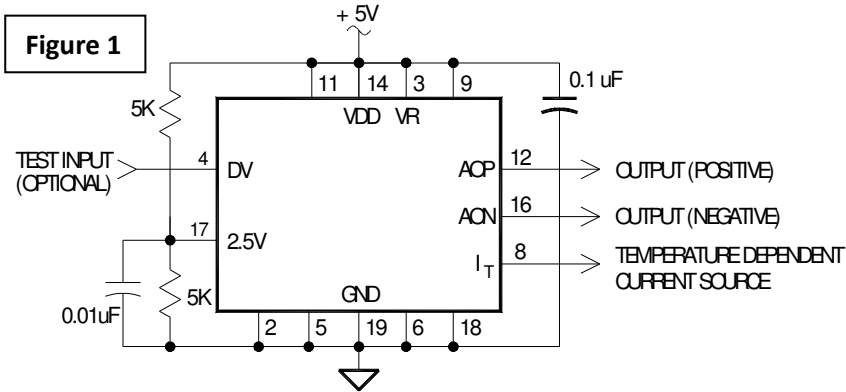 Figure 1
+ 5V
11 14 3 9
0.1 uF
5K
VDD VR
TEST INPUT
(OPTIONAL)
4
DV
AOP
12
OUTPUT (POSITIVE)
AON
16
OUTPUT (NEGATIVE)
17
2.5V
I T
8
TEMPERATURE DEPENDENT
CURRENT SOURCE
0.01uF
5K
GND
2 5 19 6 18